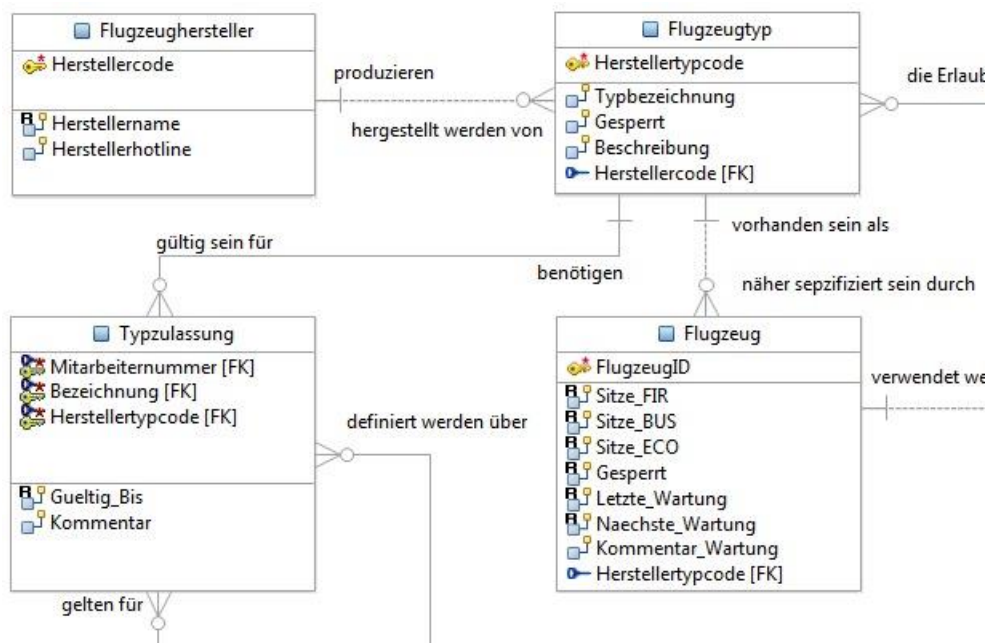 Flugzeughersteller
Herstellercode
R Herstellername
Herstellerhotline
produzieren
hergestellt werden von
Flugzeugtyp
Herstellertypcode
Typbezeichnung
Gesperrt
Beschreibung
Herstellercode [FK]
die Erlaub
gültig sein für
benötigen
vorhanden sein als
näher sepzifiziert sein durch
Typzulassung
Mitarbeiternummer [FK]
Bezeichnung [FK]
Herstellertypcode [FK]
R Gueltig_Bis
Kommentar
definiert werden über
gelten für
Flugzeug
FlugzeugID
R Sitze_FIR
R Sitze_BUS
R Sitze_ECO
R Gesperrt
R Letzte_Wartung
R Naechste_Wartung
Kommentar_Wartung
Herstellertypcode [FK]
verwendet we